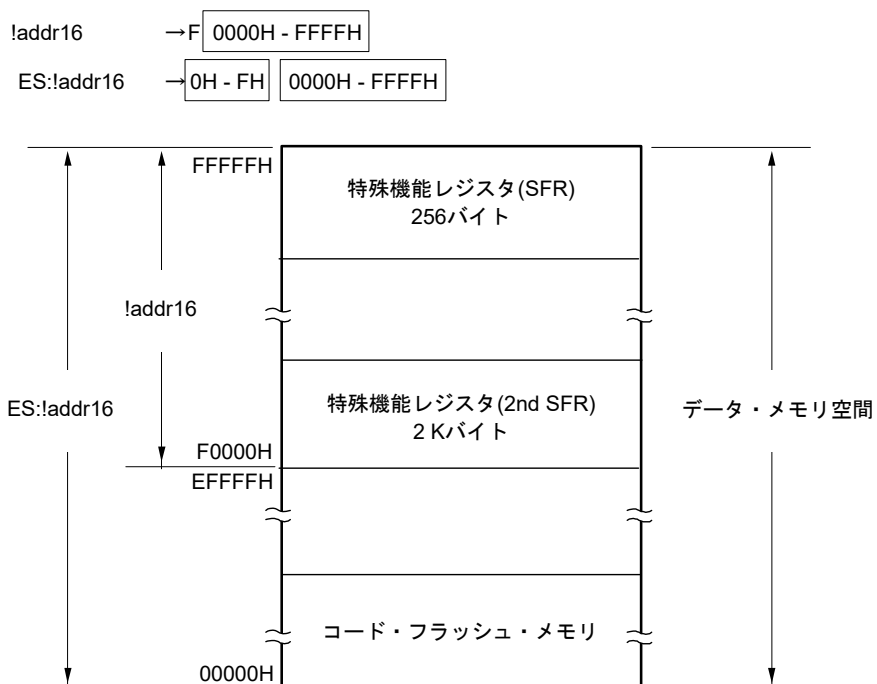 !addr16 →F 0000H - FFFFH
ES:!addr16 →0H - FH 0000H - FFFFH
FFFFFH
特殊機能レジスタ(SFR)
256バイト
!addr16
ES:!addr16
特殊機能レジスタ(2nd SFR)
2 Kバイト
データ・メモリ空間
F0000H
EFFFFH
コード・フラッシュ・メモリ
00000H